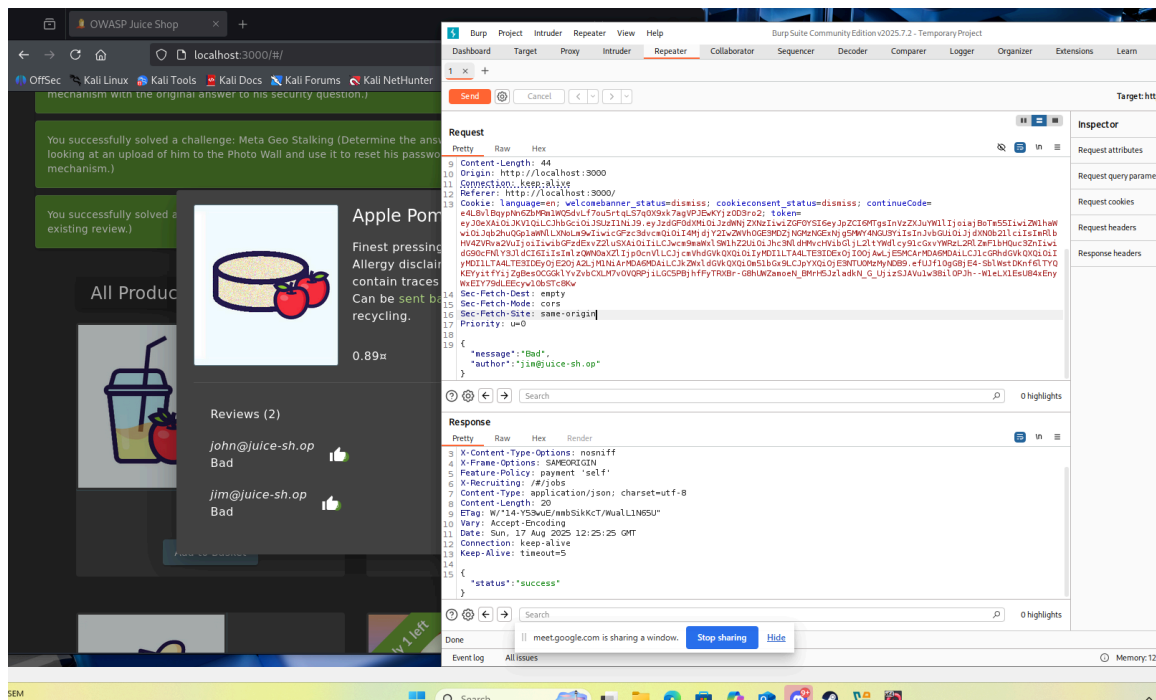 OWASP Juice Shop
localhost:3000/#/
OffSec
Kali Linux
Kali Tools
Kali Docs
Kali Forums
Kali NetHunter
mechanism with the original answer to his security question.)
You successfully solved a challenge: Meta Geo Stalking (Determine the
looking at an upload of him to the Photo Wall and use it to reset his
mechanism.)
You successfully solved
existing review.)
Apple
Finest pressing
Allergy
contain traces
Can be sent
recycling.
0.89¤
All
Reviews (2)
john@juice-sh.op
Bad
jim@juice-sh.op
Bad
1 left
Burp Project Intruder Repeater View Help
Burp Suite Community Edition v2025.7.2 - Temporary Project
Dashboard Target Proxy Intruder Repeater Collaborator Sequencer Decoder Comparer Logger Organizer Extensions Learn
1 × +
Send Cancel < >
Target:
Request
Pretty Raw Hex
\n
9 Content-Length: 44
10 Origin: http://localhost:3000
11 Connection: keep-alive
12 Referer: http://localhost:3000/
13 Cookie: language=en; welcomebanner_status=dismiss; cookieconsent_status=dismiss; continueCode=
token=
14 Sec-Fetch-Dest: empty
15 Sec-Fetch-Mode: cors
16 Sec-Fetch-Site: same-origin
17 Priority: u=0
18
19 {
"message":"Bad",
"author":"jim@juice-sh.op"
}
Search
0 highlights
Response
Pretty Raw Hex Render
\n
3 X-Content-Type-Options: nosniff
4 X-Frame-Options: SAMEORIGIN
5 Feature-Policy: payment 'self'
6 X-Recruiting: /#/jobs
7 Content-Type: application/json; charset=utf-8
8 Content-Length: 20
9 ETag: W/"14-Y53wuE/mmbSikKcT/WualL1N65U"
10 Vary: Accept-Encoding
11 Date: Sun, 17 Aug 2025 12:25:25 GMT
12 Connection: keep-alive
13 Keep-Alive: timeout=5
14
15 {
"status":"success"
}
Search
0 highlights
Inspector
Request attributes
Request query
Request cookies
Request headers
Response headers
Done
meet.google.com is sharing a window.
Stop sharing
Hide
Event log
All issues
Memory:
SEM
Search